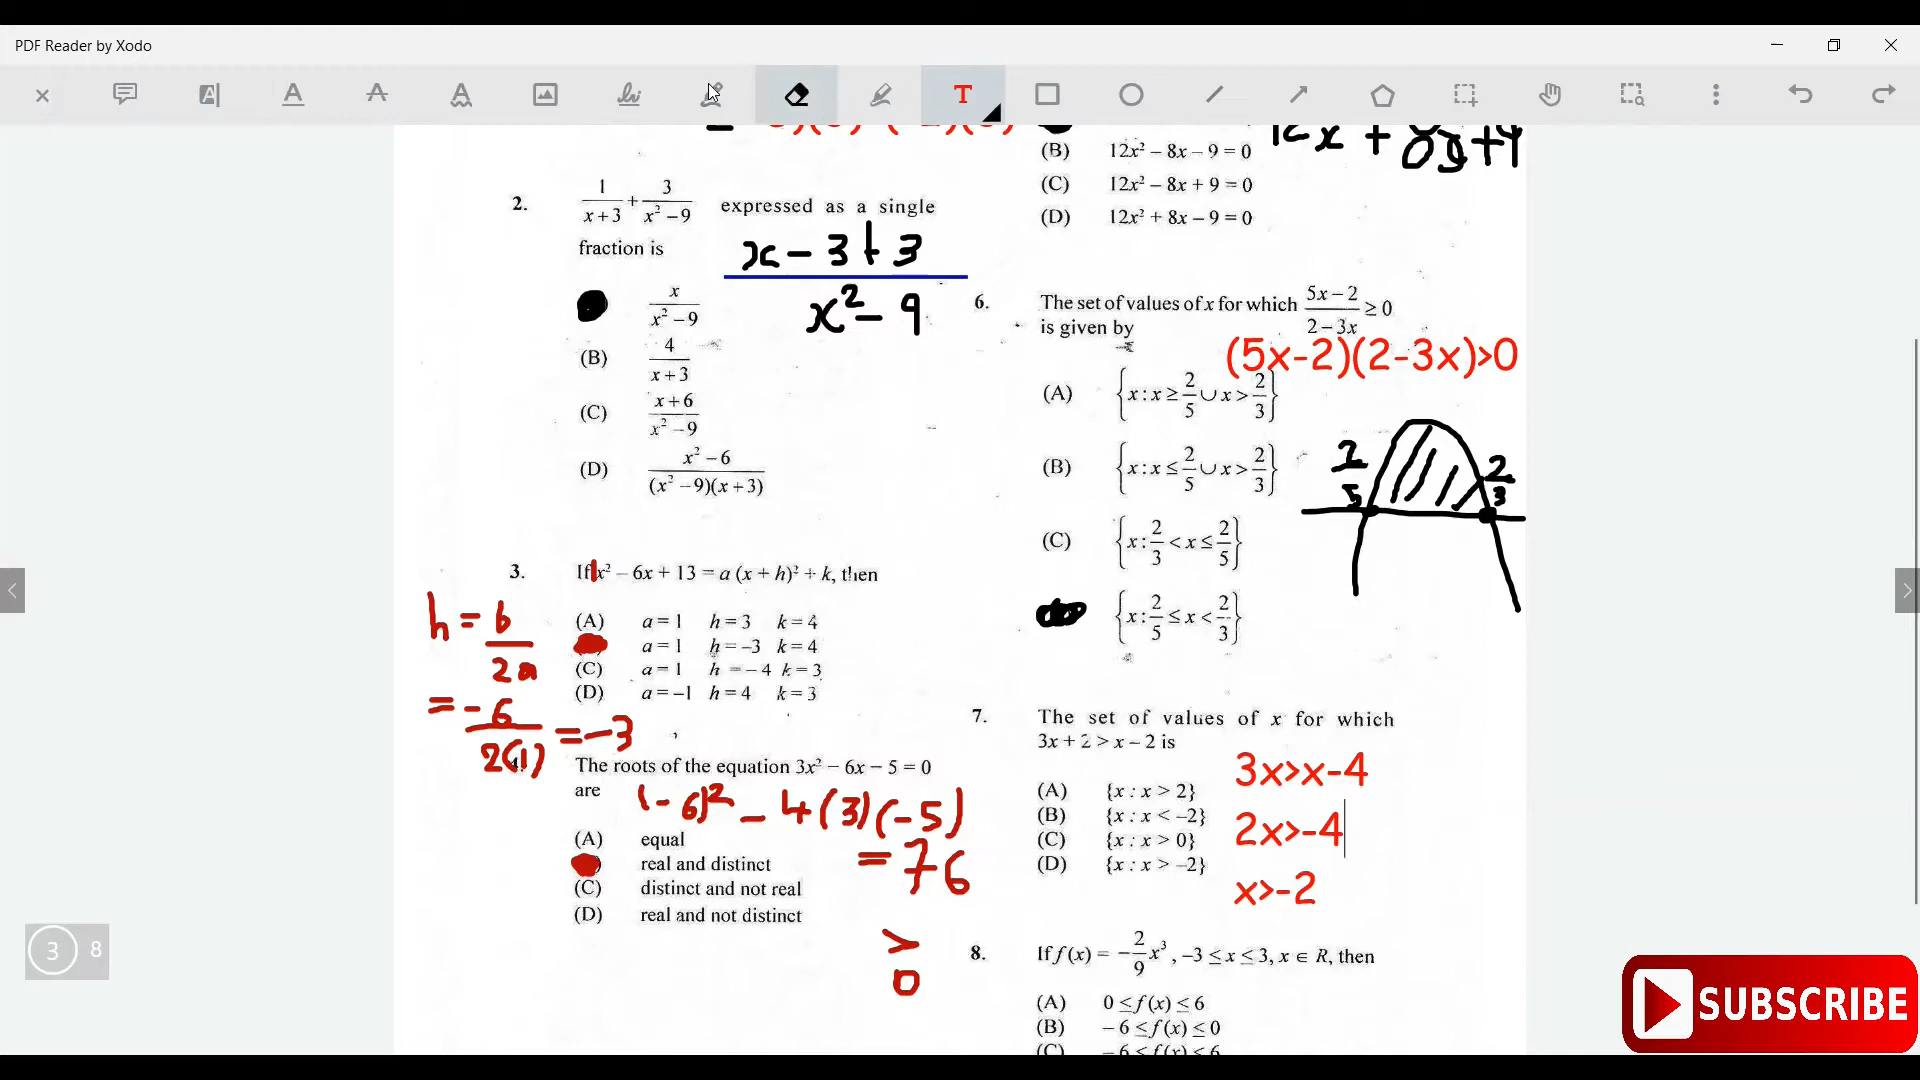 PDF Reader by Xodo
2. 1/(x+3) + 3/(x² −9) expressed as a single
fraction is
x − 3 + 3
x² − 9
x/(x² −9)
(B) 4/(x+3)
(C) (x+6)/(x² −9)
(D) (x² −6)/((x² −9)(x+3))
3. If 1x² − 6x + 13 = a (x + h)² + k, then
(A) a = 1 h = 3 k = 4
a = 1 h = −3 k = 4
(C) a = 1 h = − 4 k = 3
(D) a = −1 h = 4 k = 3
h = b/2a
= −6/2(1) = −3
4. The roots of the equation 3x² − 6x − 5 = 0
are
(−6)² − 4(3)(−5)
= 76
> 0
(A) equal
real and distinct
(C) distinct and not real
(D) real and not distinct
(B) 12x² − 8x − 9 = 0
(C) 12x² − 8x + 9 = 0
(D) 12x² + 8x − 9 = 0
6. The set of values of x for which (5x − 2)/(2 − 3x) ≥ 0
is given by
(5x-2)(2-3x)>0
(A) {x : x ≥ 2/5 ∪ x > 2/3}
(B) {x : x ≤ 2/5 ∪ x > 2/3}
(C) {x : 2/3 < x ≤ 2/5}
{x : 2/5 ≤ x < 2/3}
2/5
2/3
7. The set of values of x for which
3x + 2 > x − 2 is
(A) {x : x > 2}
(B) {x : x < −2}
(C) {x : x > 0}
(D) {x : x > −2}
3x>x-4
2x>-4
x>-2
8. If f (x) = −2/9 x³ , −3 ≤ x ≤ 3, x ∈ R, then
(A) 0 ≤ f (x) ≤ 6
(B) − 6 ≤ f (x) ≤ 0
(C) − 6 ≤ f (x) ≤ 6
3 8
SUBSCRIBE